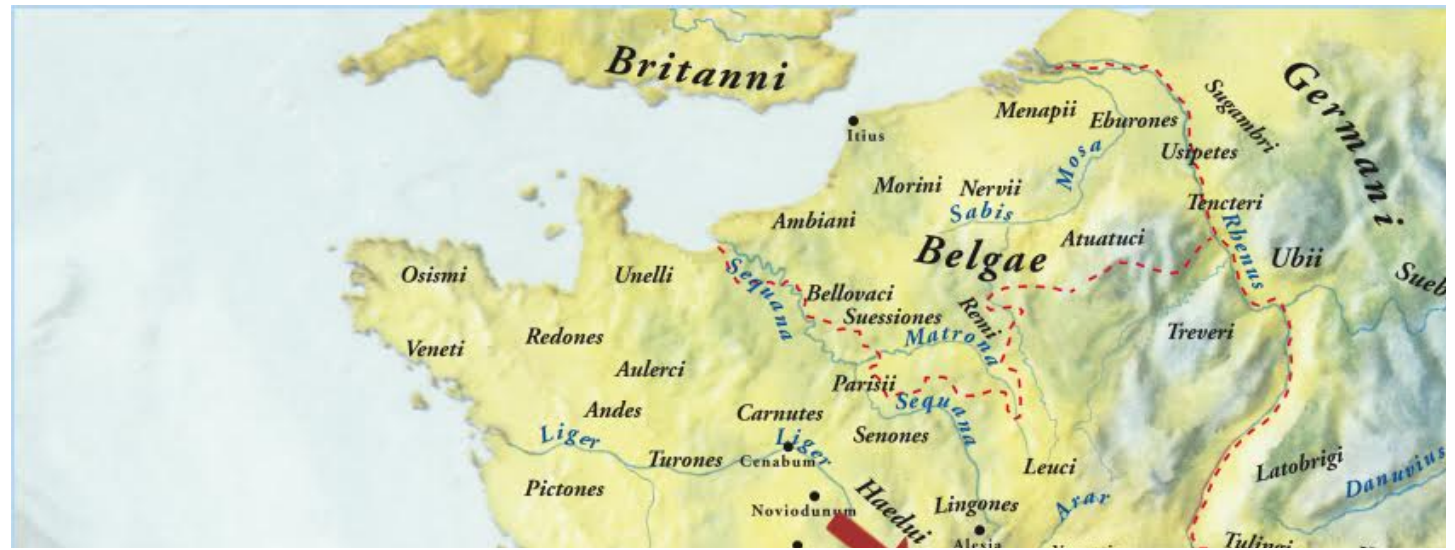 Britanni
Germani
Itius
Menapii
Eburones
Sugambri
Usipetes
Mosa
Morini
Nervii
Sabis
Tencteri
Ambiani
Atuatuci
Rhenus
Belgae
Ubii
Osismi
Unelli
Sequana
Sueb
Bellovaci
Suessiones
Remi
Matrona
Treveri
Redones
Veneti
Aulerci
Parisii
Sequana
Andes
Carnutes
Liger
Liger
Senones
Turones
Cenabum
Leuci
Latobrigi
Danuvius
Pictones
Haedui
Lingones
Arar
Noviodunum
Alesia
Tulingi